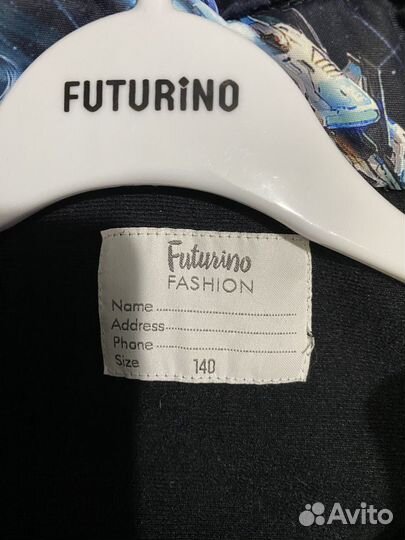 FUTURiNO
Futurino
FASHION
Name
Address
Phone
Size 140
Avito